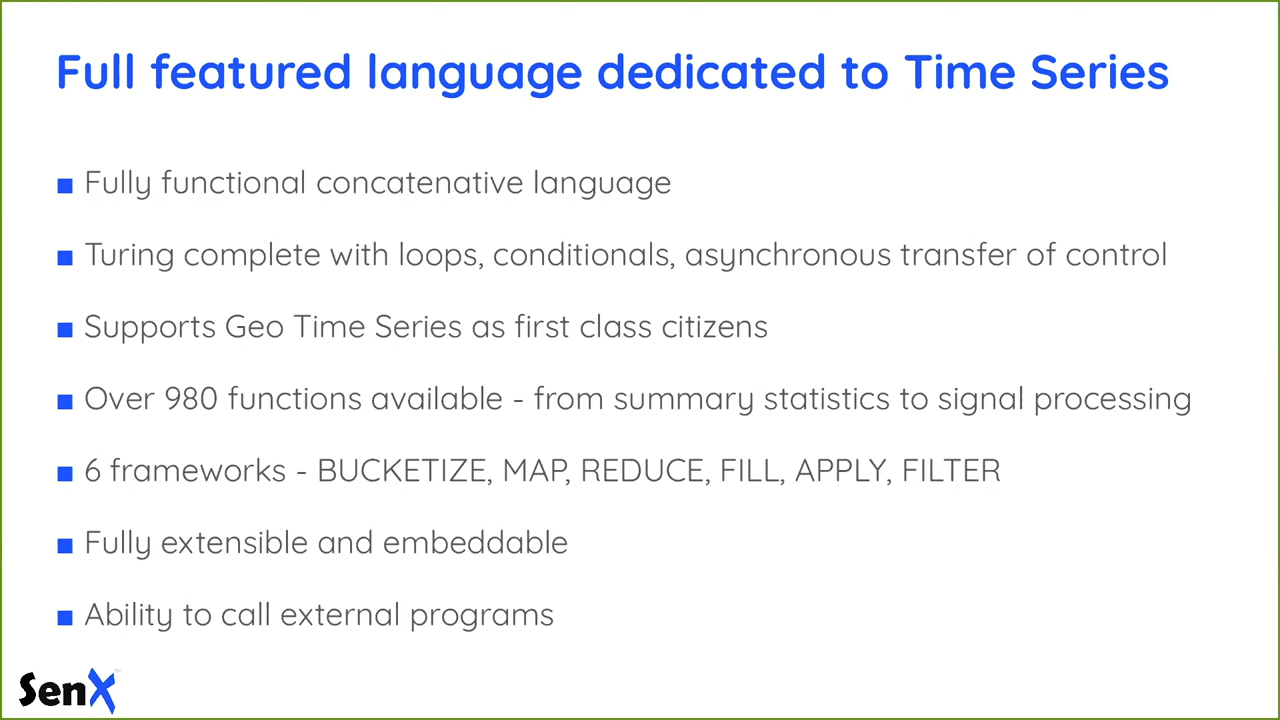 Full featured language dedicated to Time Series
■ Fully functional concatenative language
■ Turing complete with loops, conditionals, asynchronous transfer of control
■ Supports Geo Time Series as first class citizens
■ Over 980 functions available - from summary statistics to signal processing
■ 6 frameworks - BUCKETIZE, MAP, REDUCE, FILL, APPLY, FILTER
■ Fully extensible and embeddable
■ Ability to call external programs
SenX